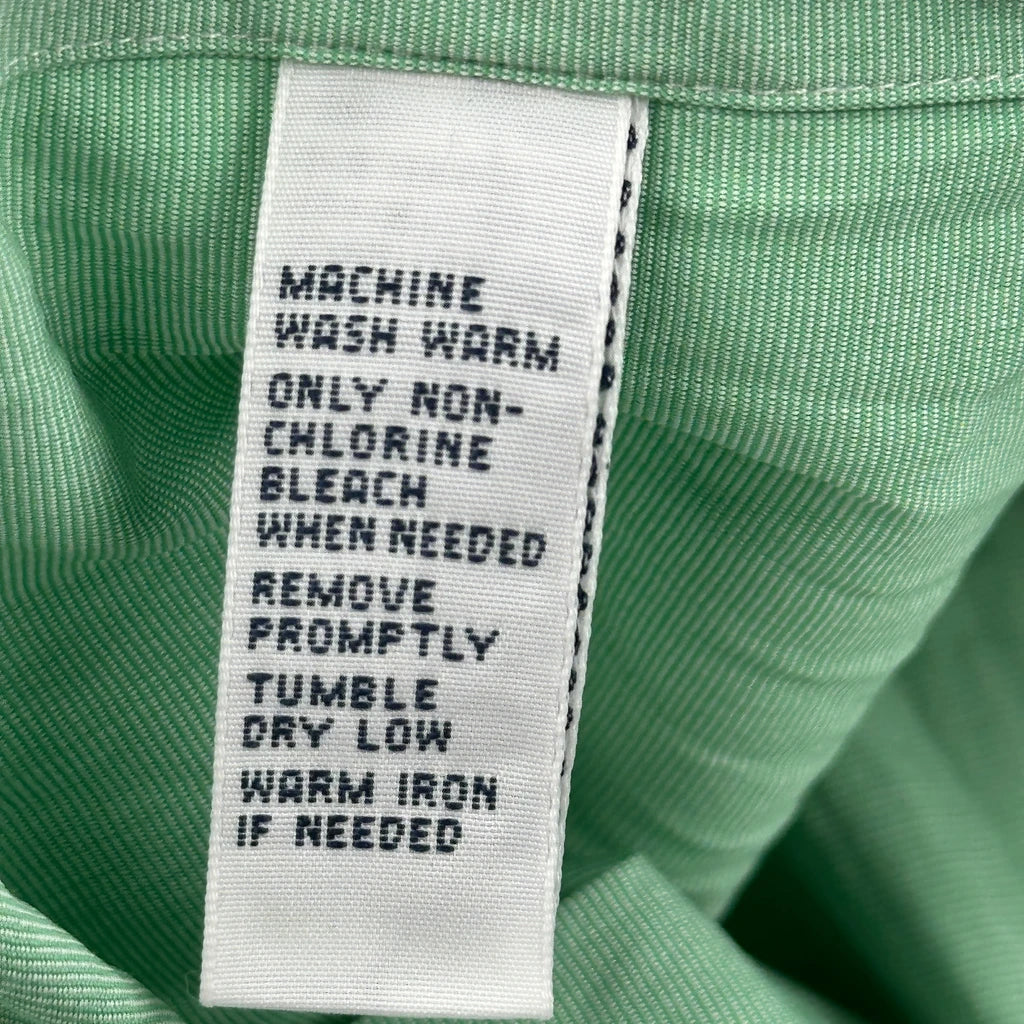 MACHINE
WASH WARM
ONLY NON-
CHLORINE
BLEACH
WHEN NEEDED
REMOVE
PROMPTLY
TUMBLE
DRY LOW
WARM IRON
IF NEEDED